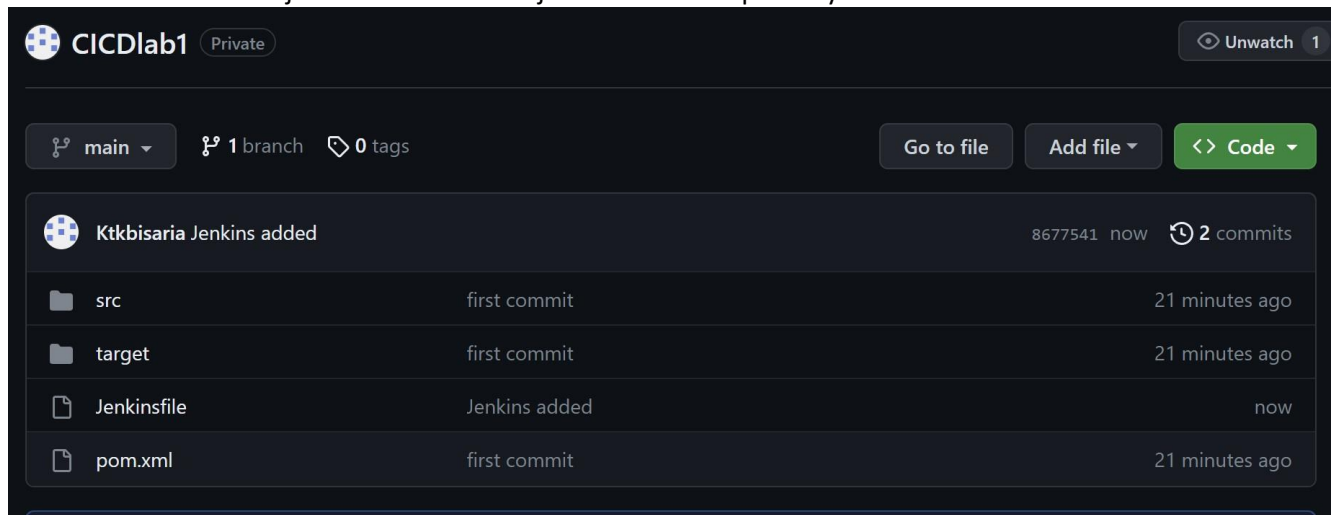 CICDlab1 Private Unwatch 1
main 1 branch 0 tags Go to file Add file Code
Ktkbisaria Jenkins added 8677541 now 2 commits
src first commit 21 minutes ago
target first commit 21 minutes ago
Jenkinsfile Jenkins added now
pom.xml first commit 21 minutes ago